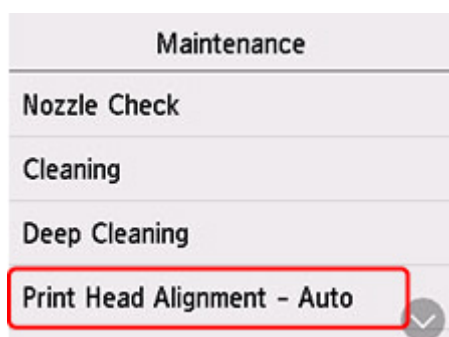 Maintenance
Nozzle Check
Cleaning
Deep Cleaning
Print Head Alignment - Auto